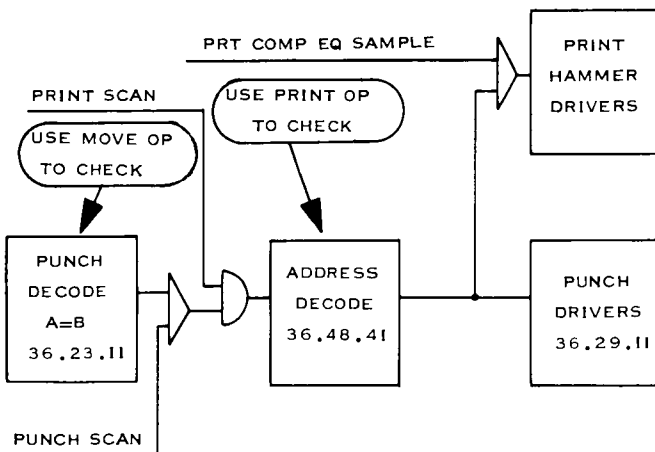 PRT COMP EQ SAMPLE
PRINT
HAMMER
DRIVERS
PRINT SCAN
USE PRINT OP
TO CHECK
USE MOVE OP
TO CHECK
PUNCH
DECODE
A=B
36.23.11
ADDRESS
DECODE
36.48.41
PUNCH
DRIVERS
36.29.11
PUNCH SCAN